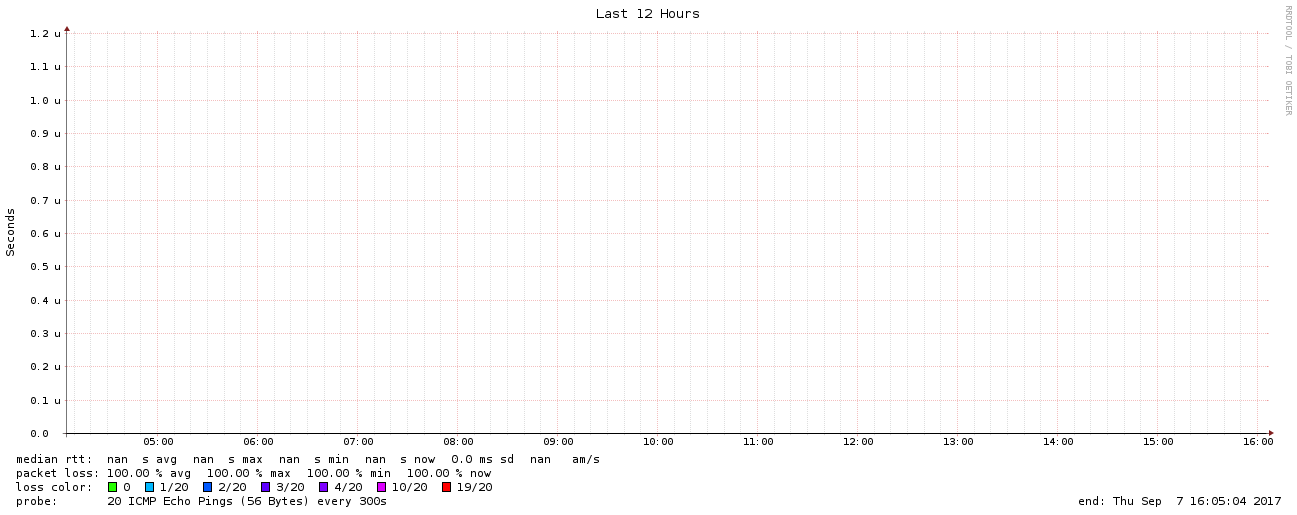 Last 12 Hours
RRDTOOL / TOBI OETIKER
Seconds
1.2 u
1.1 u
1.0 u
0.9 u
0.8 u
0.7 u
0.6 u
0.5 u
0.4 u
0.3 u
0.2 u
0.1 u
0.0
05:00 06:00 07:00 08:00 09:00 10:00 11:00 12:00 13:00 14:00 15:00 16:00
median rtt: nan s avg nan s max nan s min nan s now 0.0 ms sd nan am/s
packet loss: 100.00 % avg 100.00 % max 100.00 % min 100.00 % now
loss color: 0 1/20 2/20 3/20 4/20 10/20 19/20
probe: 20 ICMP Echo Pings (56 Bytes) every 300s end: Thu Sep 7 16:05:04 2017